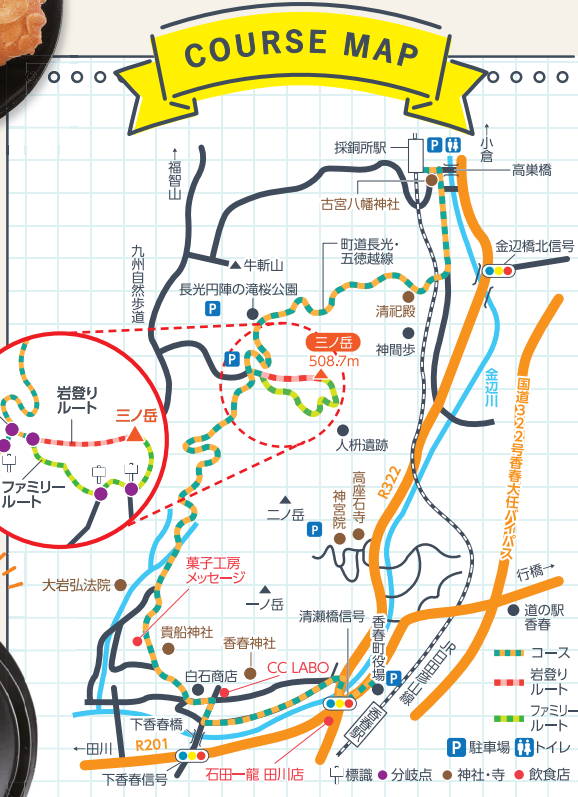 COURSE MAP
採銅所駅
P
小倉
福智山
高巣橋
古宮八幡神社
九州自然歩道
町道長光・
五徳越線
金辺橋北信号
牛斬山
長光円陣の滝桜公園
P
清祀殿
三ノ岳
508.7m
神間歩
P
金辺川
国道322号香春大任バイパス
岩登り
ルート
三ノ岳
ファミリー
ルート
人枡遺跡
R322
高座石寺
神宮院
二ノ岳
P
菓子工房
メッセージ
行橋
大岩弘法院
一ノ岳
道の駅
香春
清瀬橋信号
香春町役場
貴船神社
香春神社
JR日田彦山線
コース
CC LABO
P
白石商店
岩登り
ルート
香春駅
下香春橋
ファミリー
ルート
田川
R201
P駐車場
トイレ
下香春信号
石田一龍 田川店
標識
分岐点
神社・寺
飲食店